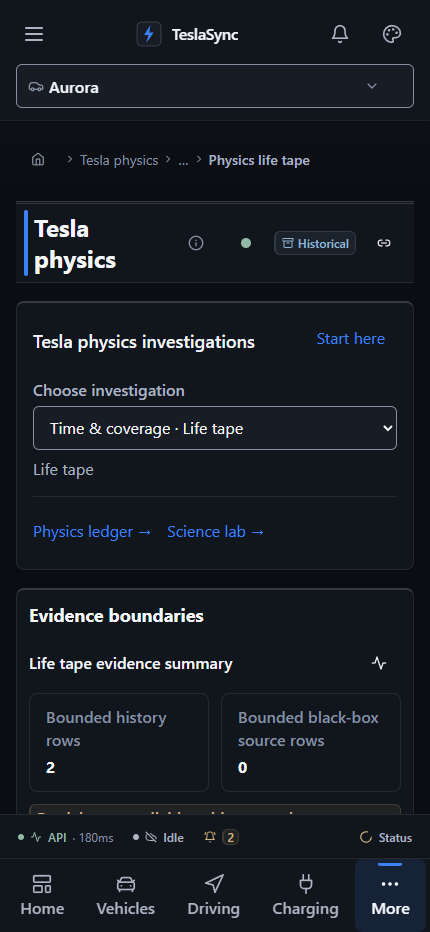 TeslaSync
Aurora
Tesla physics
...
Physics life tape
Tesla
physics
Historical
Tesla physics investigations
Start here
Choose investigation
Time & coverage · Life tape
Life tape
Physics ledger →
Science lab →
Evidence boundaries
Life tape evidence summary
Bounded history
rows
2
Bounded black-box
source rows
0
API · 180ms
Idle
2
Status
Home
Vehicles
Driving
Charging
More